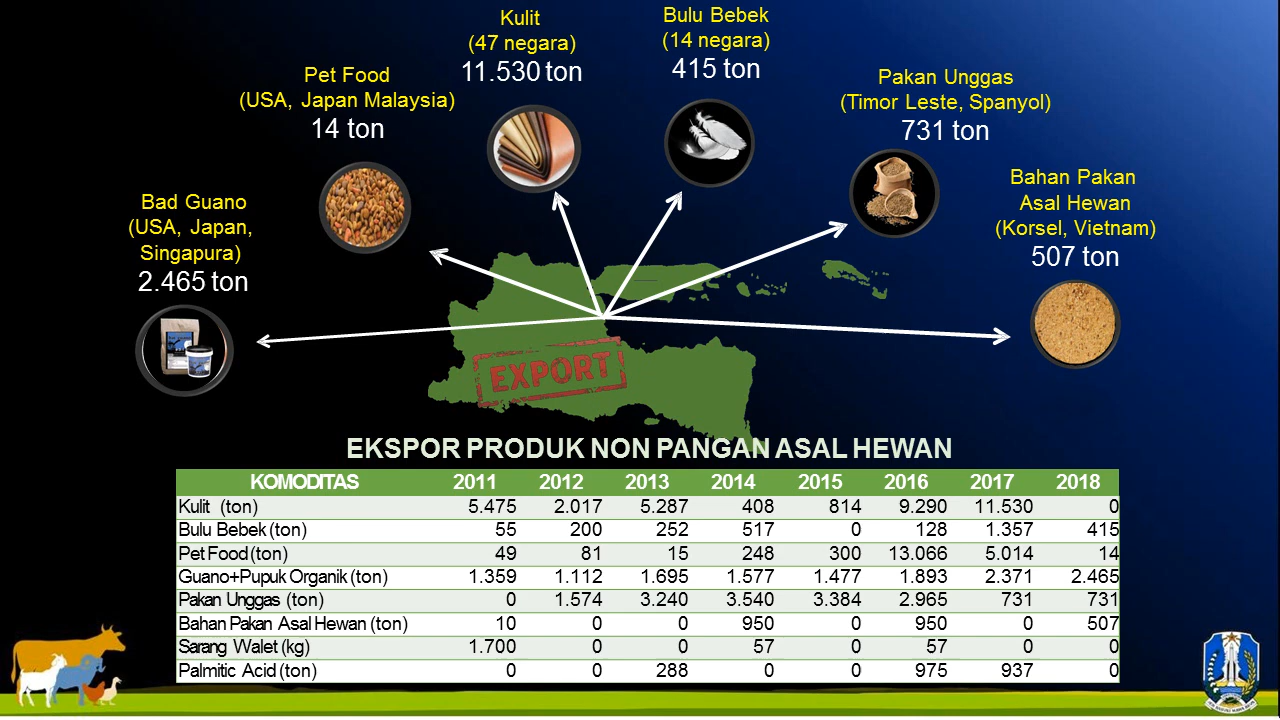 Kulit
(47 negara)
11.530 ton
Bulu Bebek
(14 negara)
415 ton
Pet Food
(USA, Japan Malaysia)
14 ton
Pakan Unggas
(Timor Leste, Spanyol)
731 ton
Bad Guano
(USA, Japan,
Singapura)
2.465 ton
Bahan Pakan
Asal Hewan
(Korsel, Vietnam)
507 ton
EXPORT
EKSPOR PRODUK NON PANGAN ASAL HEWAN
KOMODITAS 2011 2012 2013 2014 2015 2016 2017 2018
Kulit (ton) 5.475 2.017 5.287 408 814 9.290 11.530 0
Bulu Bebek (ton) 55 200 252 517 0 128 1.357 415
Pet Food (ton) 49 81 15 248 300 13.066 5.014 14
Guano+Pupuk Organik (ton) 1.359 1.112 1.695 1.577 1.477 1.893 2.371 2.465
Pakan Unggas (ton) 0 1.574 3.240 3.540 3.384 2.965 731 731
Bahan Pakan Asal Hewan (ton) 10 0 0 950 0 950 0 507
Sarang Walet (kg) 1.700 0 0 57 0 57 0 0
Palmitic Acid (ton) 0 0 288 0 0 975 937 0